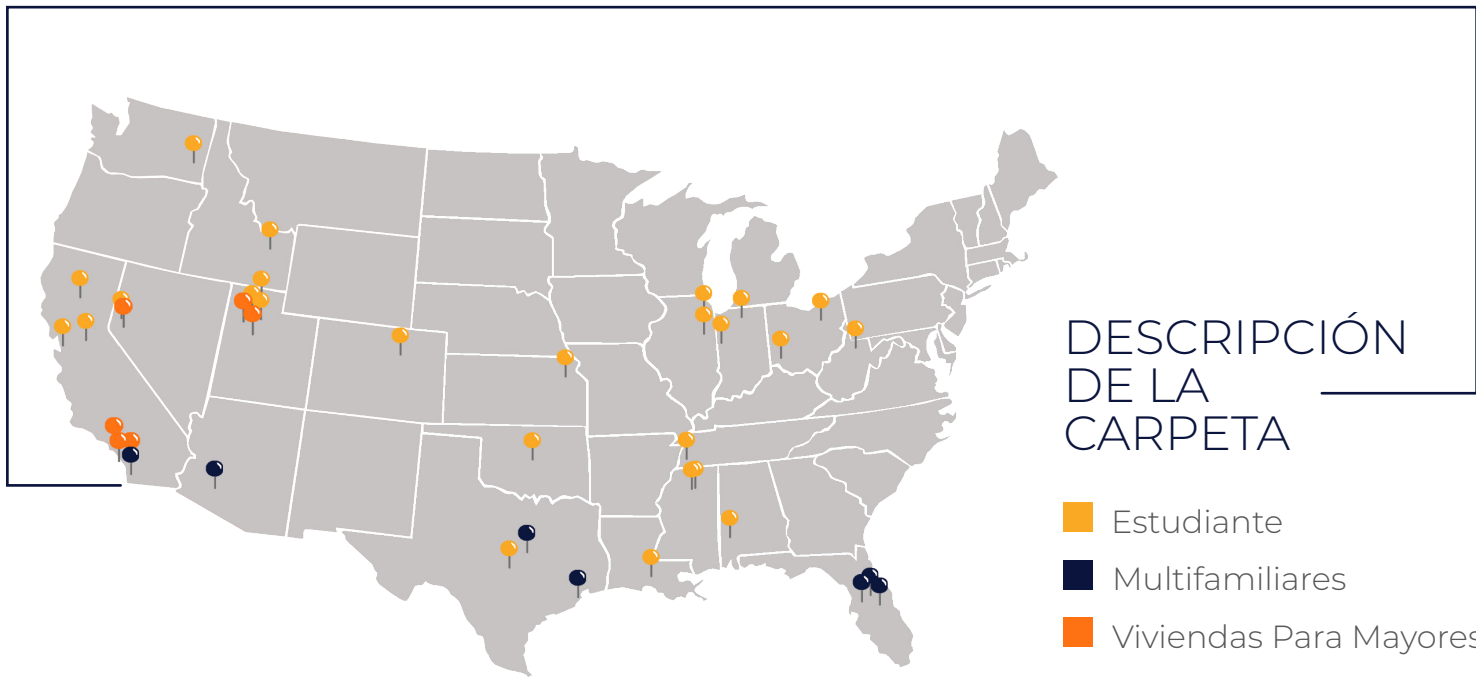 DESCRIPCIÓN
DE LA
CARPETA
Estudiante
Multifamiliares
Viviendas Para Mayores